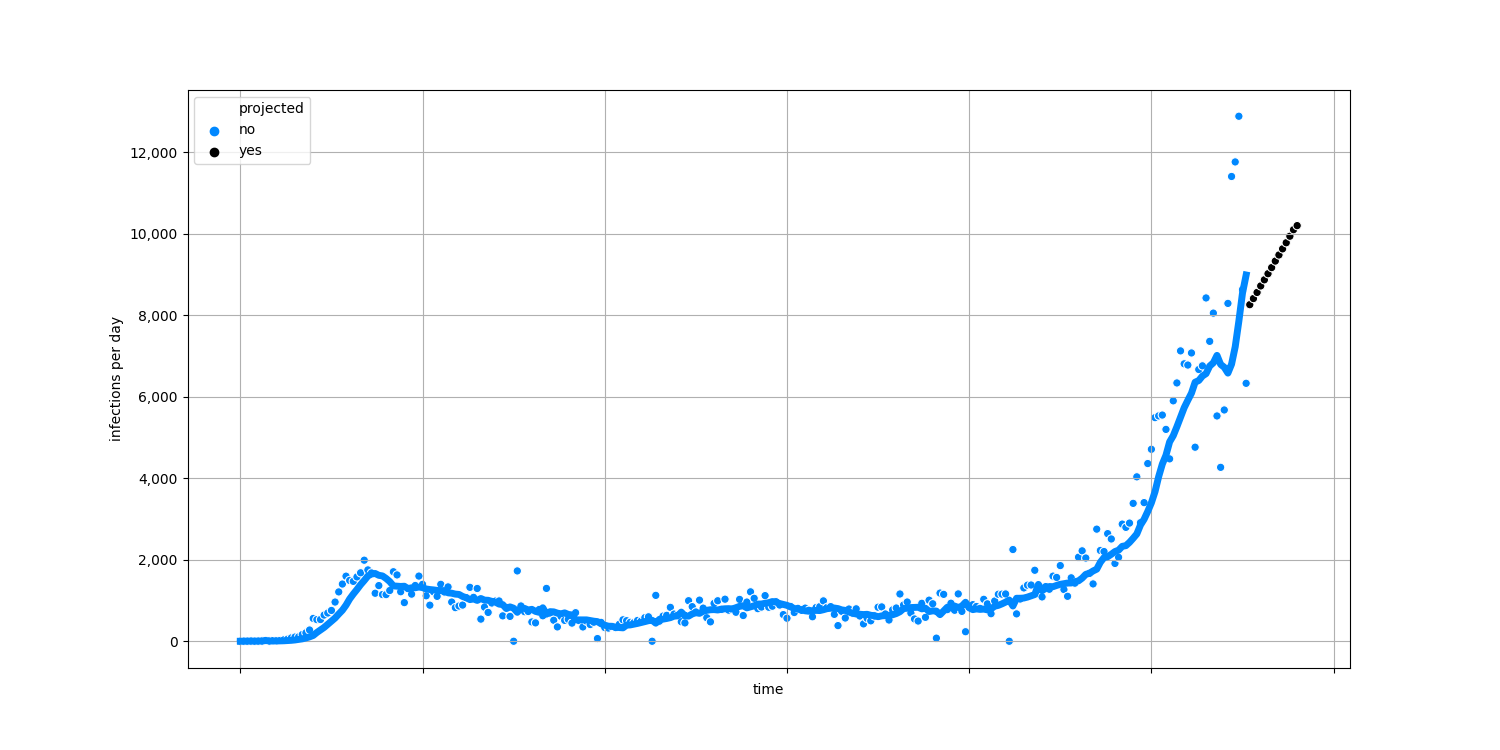 projected
no
yes
12,000
10,000
8,000
6,000
4,000
2,000
0
infections per day
time